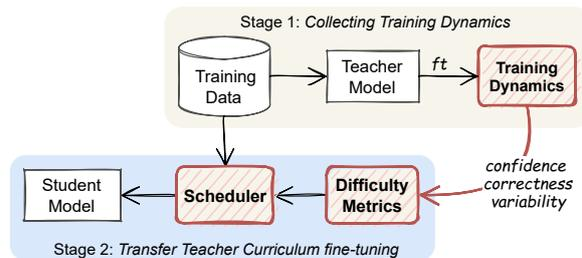 Stage 1: Collecting Training Dynamics
Training
Data
Teacher
Model
ft
Training
Dynamics
confidence
correctness
variability
Student
Model
Scheduler
Difficulty
Metrics
Stage 2: Transfer Teacher Curriculum fine-tuning